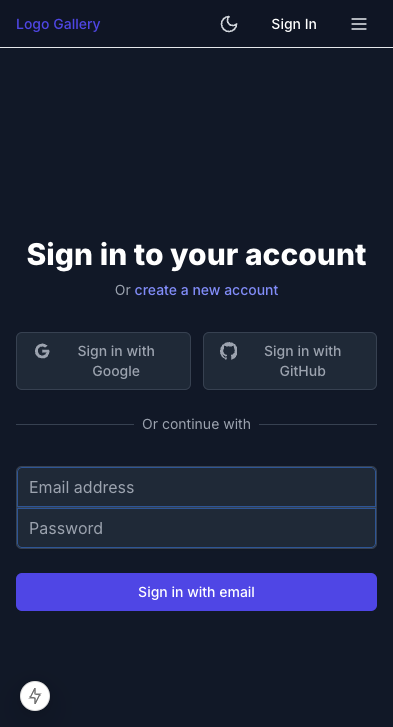 Logo Gallery
Sign In
Sign in to your account
Or create a new account
Sign in with
Google
Sign in with
GitHub
Or continue with
Email address
Password
Sign in with email